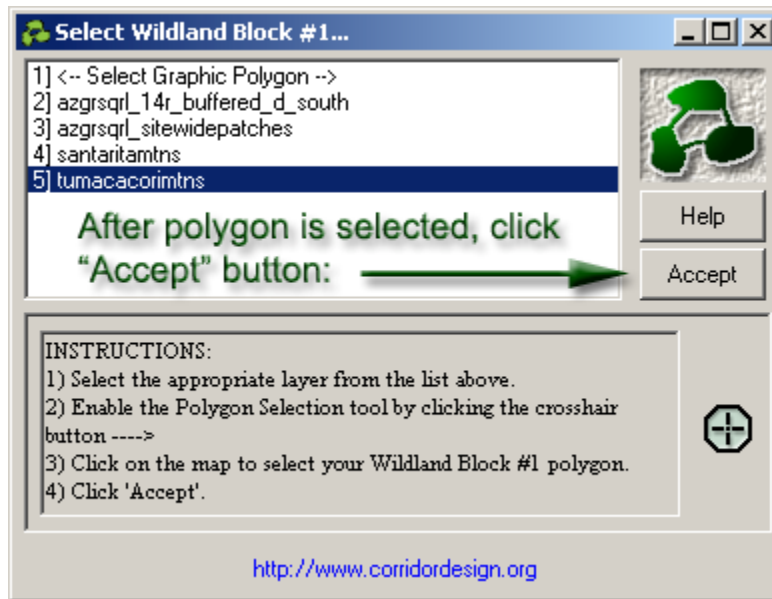 Select Wildland Block #1...
1] <-- Select Graphic Polygon -->
2] azgrsqrl_14r_buffered_d_south
3] azgrsqrl_sitewidepatches
4] santaritamtns
5] tumacacorimtns
After polygon is selected, click
“Accept” button:
Help
Accept
INSTRUCTIONS:
1) Select the appropriate layer from the list above.
2) Enable the Polygon Selection tool by clicking the crosshair
button ---->
3) Click on the map to select your Wildland Block #1 polygon.
4) Click 'Accept'.
http://www.corridordesign.org